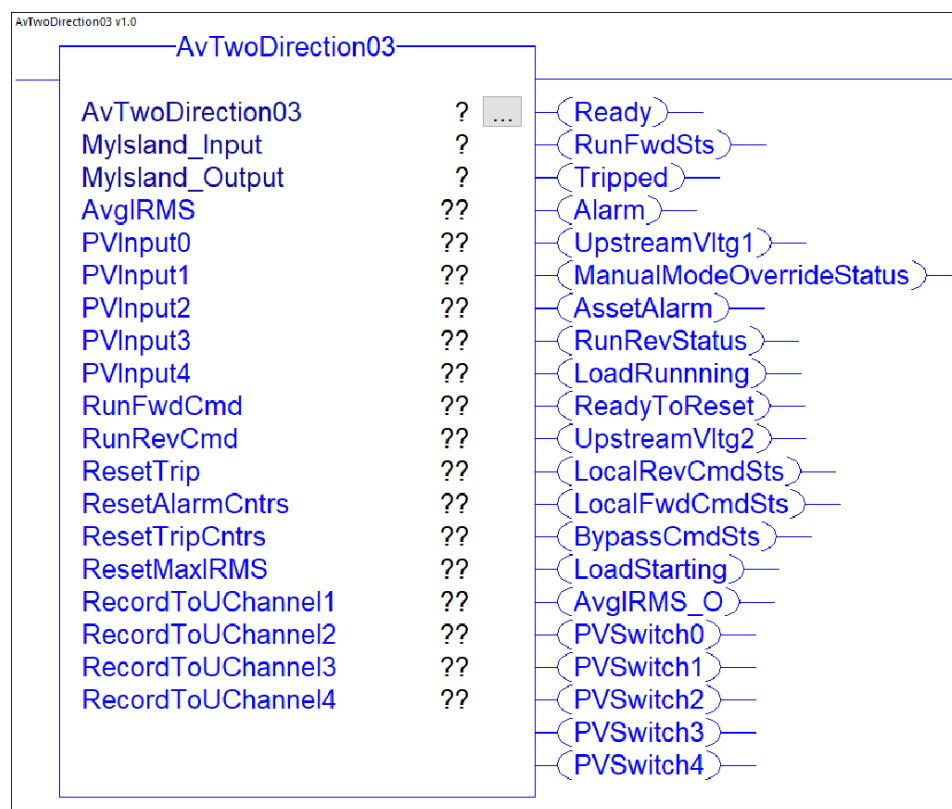 AvTwoDirection03 v1.0
AvTwoDirection03
AvTwoDirection03 ? ... Ready
MyIsland_Input ? RunFwdSts
MyIsland_Output ? Tripped
AvgIRMS ?? Alarm
PVInput0 ?? UpstreamVltg1
PVInput1 ?? ManualModeOverrideStatus
PVInput2 ?? AssetAlarm
PVInput3 ?? RunRevStatus
PVInput4 ?? LoadRunnning
RunFwdCmd ?? ReadyToReset
RunRevCmd ?? UpstreamVltg2
ResetTrip ?? LocalRevCmdSts
ResetAlarmCntrs ?? LocalFwdCmdSts
ResetTripCntrs ?? BypassCmdSts
ResetMaxIRMS ?? LoadStarting
RecordToUChannel1 ?? AvgIRMS_O
RecordToUChannel2 ?? PVSwitch0
RecordToUChannel3 ?? PVSwitch1
RecordToUChannel4 ?? PVSwitch2
PVSwitch3
PVSwitch4